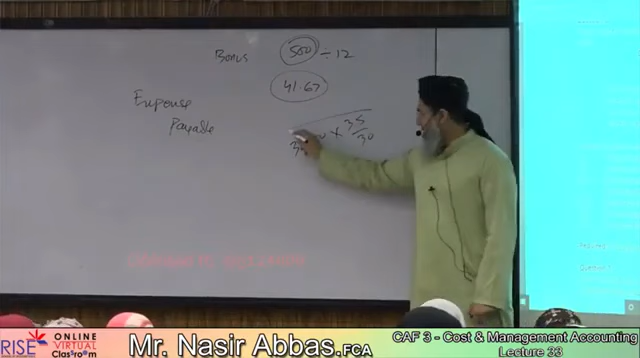 Bonus 500 ÷ 12
41.67
Expense
Payable
× 35/30
RISE
ONLINE
VIRTUAL
Classroom
Mr. Nasir Abbas,FCA
CAF 3 - Cost & Management Accounting
Lecture 33